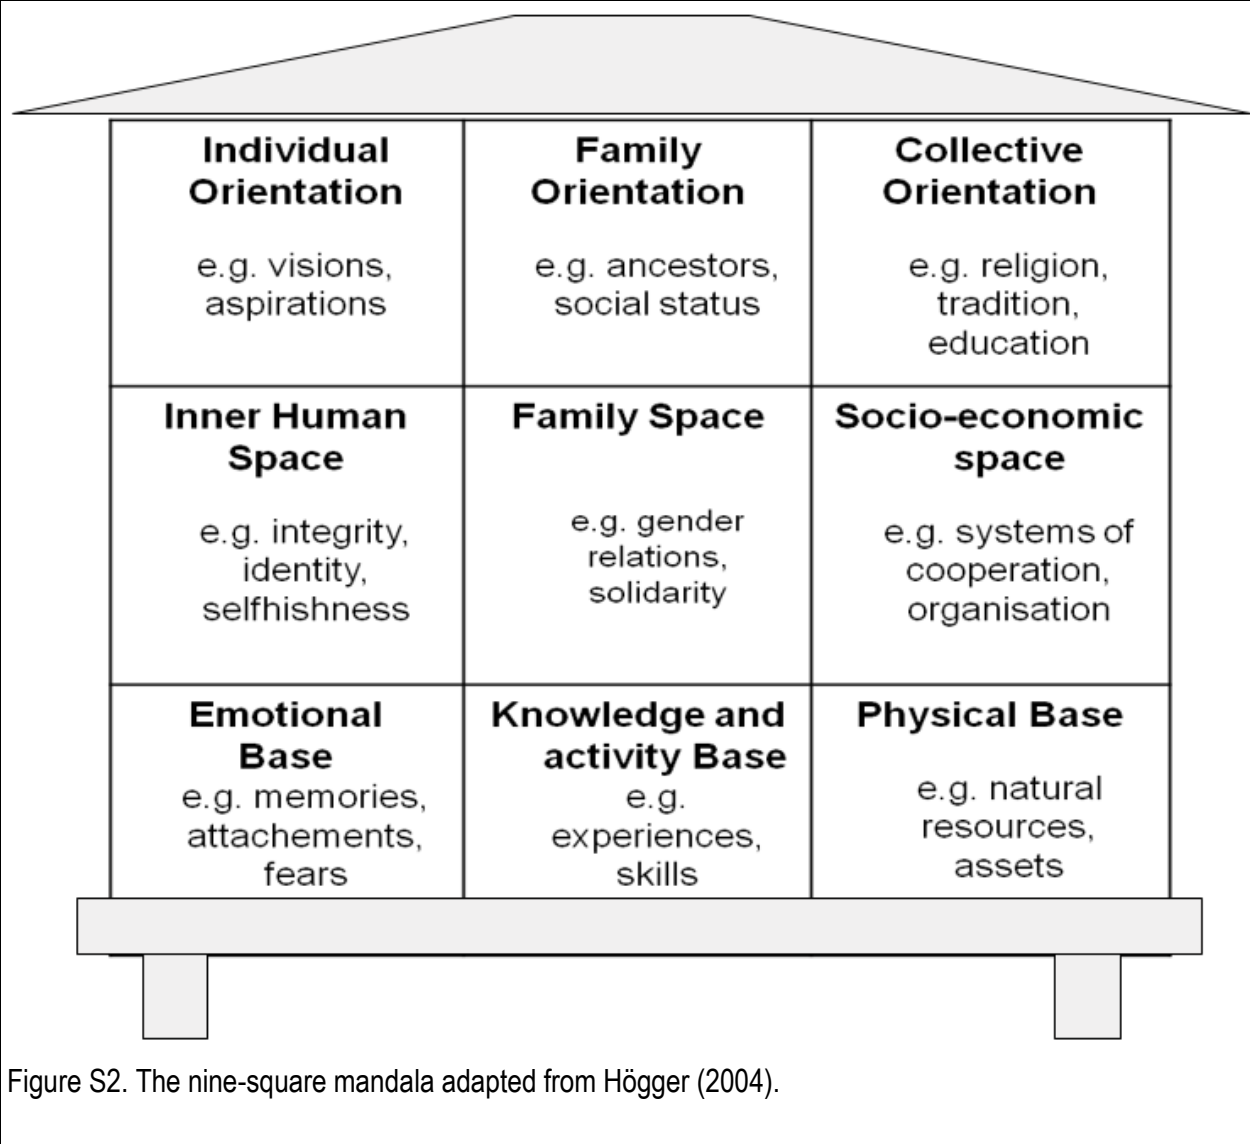 Individual
Orientation
e.g. visions,
aspirations
Family
Orientation
e.g. ancestors,
social status
Collective
Orientation
e.g. religion,
tradition,
education
Inner Human
Space
e.g. integrity,
identity,
selfhishness
Family Space
e.g. gender
relations,
solidarity
Socio-economic
space
e.g. systems of
cooperation,
organisation
Emotional
Base
e.g. memories,
attachements,
fears
Knowledge and
activity Base
e.g.
experiences,
skills
Physical Base
e.g. natural
resources,
assets
Figure S2. The nine-square mandala adapted from Högger (2004).